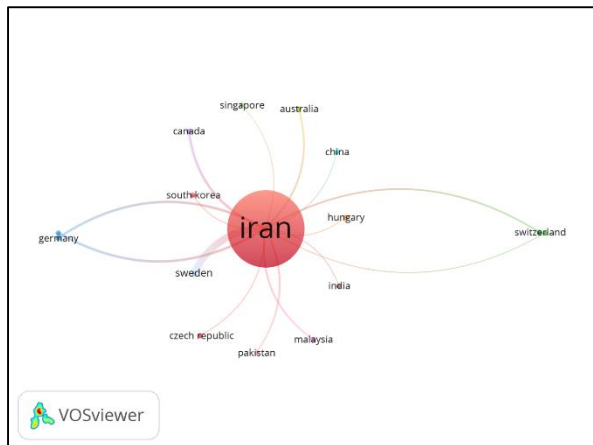 singapore
australia
canada
china
south korea
hungary
iran
germany
switzerland
sweden
india
czech republic
malaysia
pakistan
VOSviewer